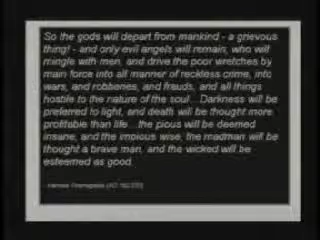 So the gods will depart from mankind - a grievous
thing! - and only evil angels will remain, who will
mingle with men, and drive the poor wretches by
main force into all manner of reckless crime, into
wars, and robberies, and frauds, and all things
hostile to the nature of the soul...Darkness will be
preferred to light, and death will be thought more
profitable than life...the pious will be deemed
insane, and the impious wise; the madman will be
thought a brave man, and the wicked will be
esteemed as good.
- Hermes Trismegistus